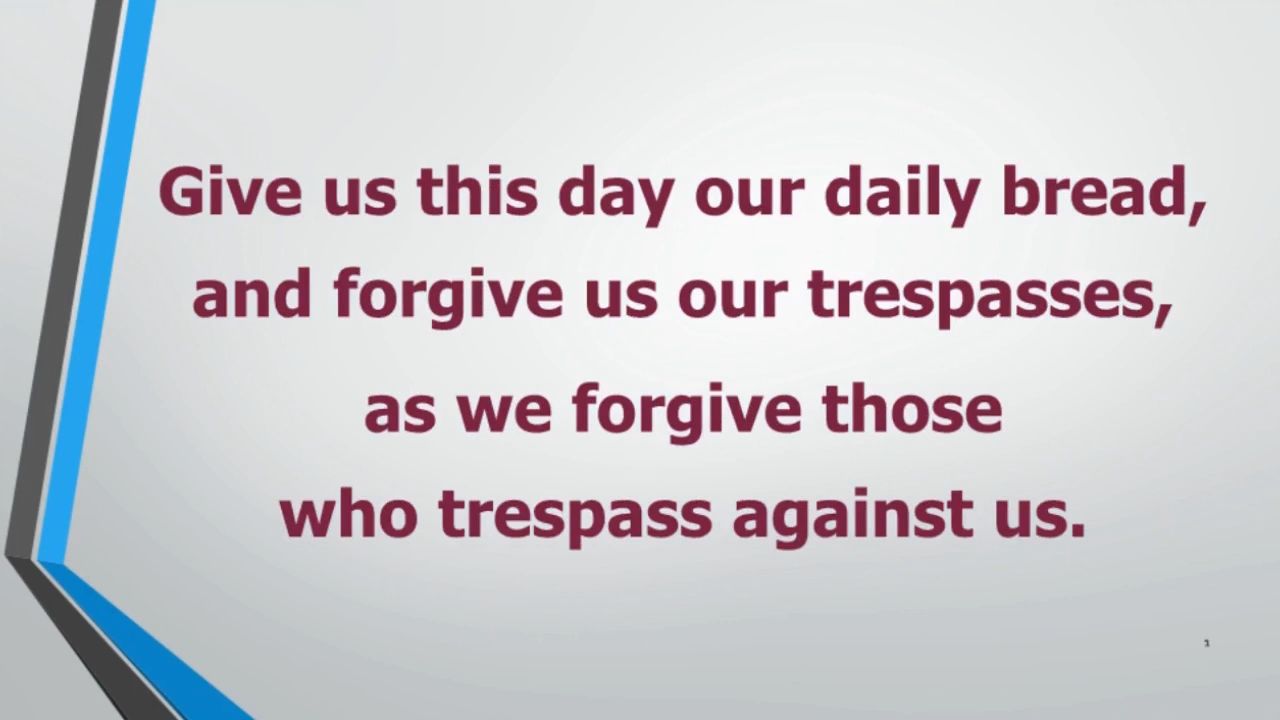 Give us this day our daily bread,
and forgive us our trespasses,
as we forgive those
who trespass against us.
1